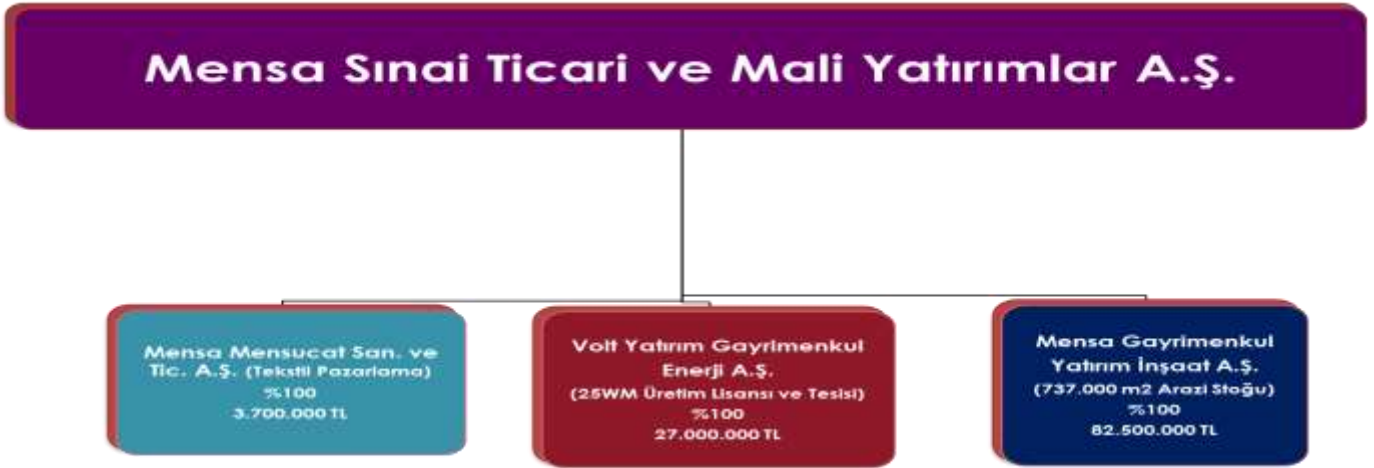 Mensa Sınai Ticari ve Mali Yatırımlar A.Ş.
Mensa Mensucat San. ve
Tic. A.Ş. (Tekstil Pazarlama)
%100
3.700.000 TL
Volt Yatırım Gayrimenkul
Enerji A.Ş.
(25WM Üretim Lisansı ve Tesisi)
%100
27.000.000 TL
Mensa Gayrimenkul
Yatırım İnşaat A.Ş.
(737.000 m2 Arazi Stoğu)
%100
82.500.000 TL